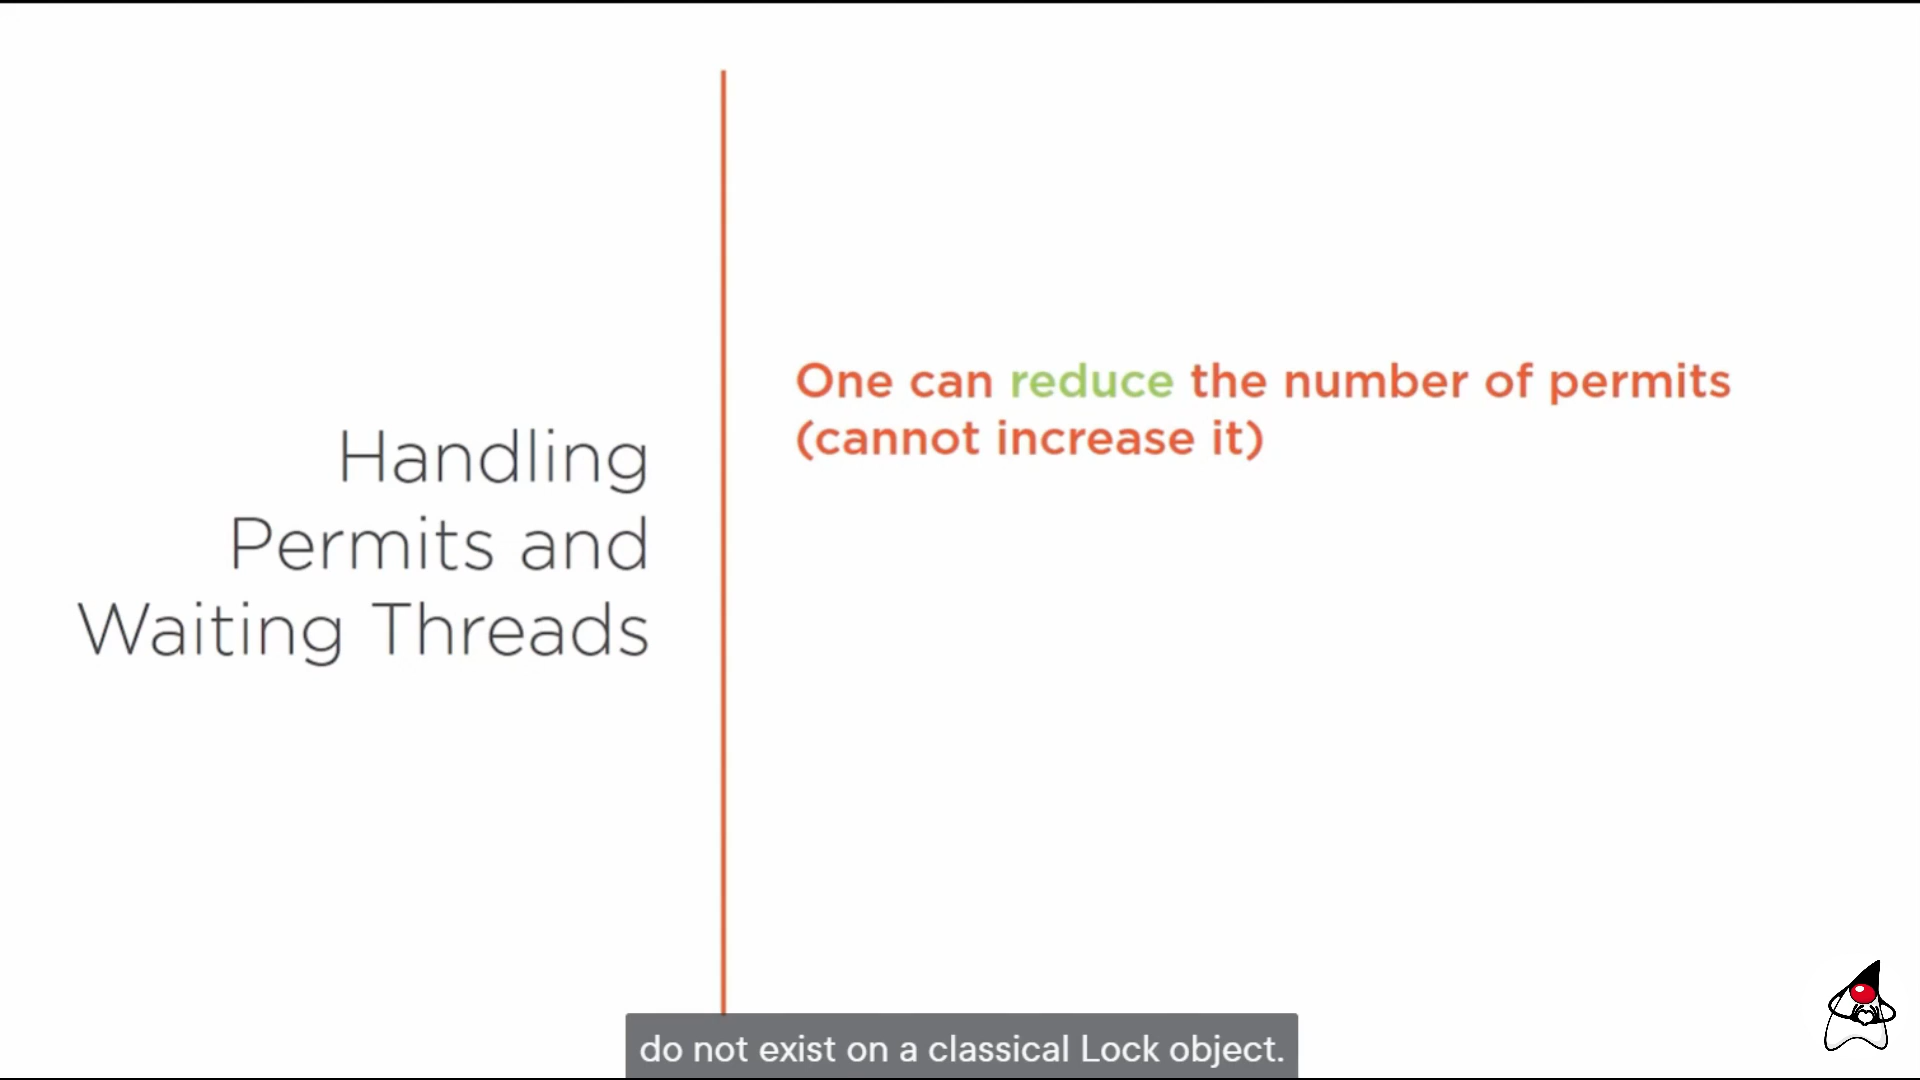 Handling
Permits and
Waiting Threads
One can reduce the number of permits
(cannot increase it)
do not exist on a classical Lock object.